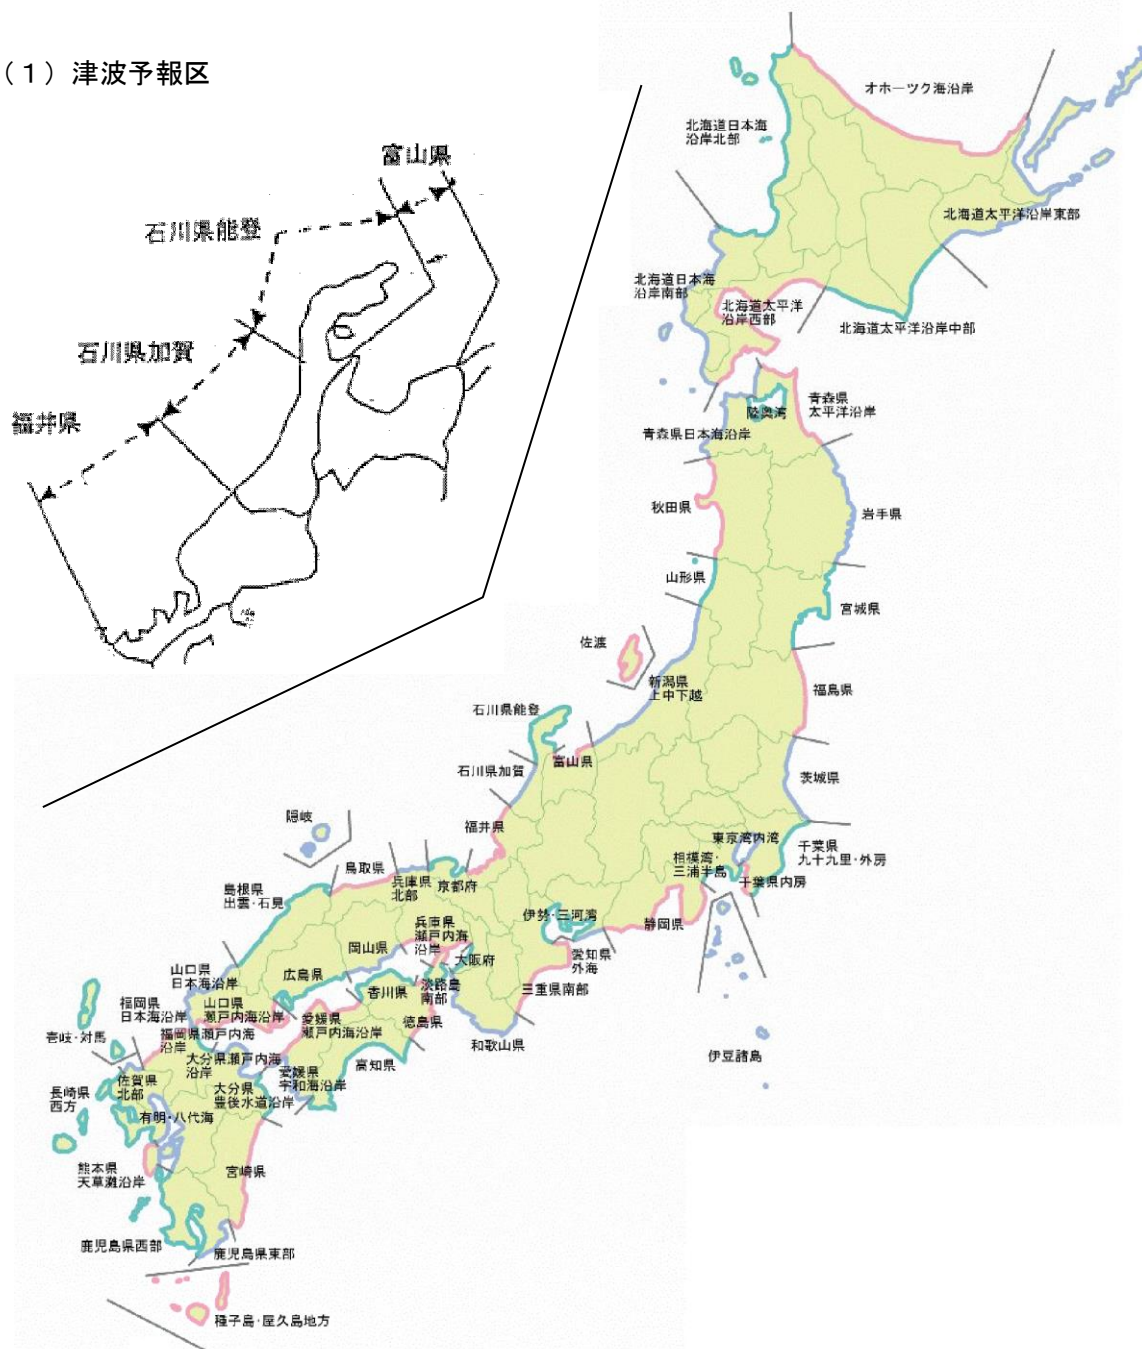 （１）津波予報区
富山県
石川県能登
石川県加賀
福井県
オホーツク海沿岸
北海道日本海
沿岸北部
北海道太平洋沿岸東部
北海道日本海
沿岸南部
北海道太平洋
沿岸西部
北海道太平洋沿岸中部
青森県
太平洋沿岸
陸奥湾
青森県日本海沿岸
秋田県
岩手県
山形県
宮城県
佐渡
新潟県
上中下越
福島県
石川県能登
富山県
石川県加賀
茨城県
隠岐
福井県
東京湾内湾
千葉県
九十九里・外房
相模湾・
三浦半島
千葉県内房
鳥取県
兵庫県
北部
京都府
島根県
出雲・石見
伊勢・三河湾
静岡県
兵庫県
瀬戸内海
沿岸
岡山県
大阪府
愛知県
外海
山口県
日本海沿岸
広島県
香川県
淡路島
南部
三重県南部
福岡県
日本海沿岸
山口県
瀬戸内海沿岸
愛媛県
瀬戸内海沿岸
徳島県
和歌山県
壱岐・対馬
福岡県瀬戸内海
沿岸
大分県瀬戸内海
沿岸
高知県
伊豆諸島
愛媛県
宇和海沿岸
佐賀県
北部
長崎県
西方
大分県
豊後水道沿岸
有明・八代海
熊本県
天草灘沿岸
宮崎県
鹿児島県西部
鹿児島県東部
種子島・屋久島地方